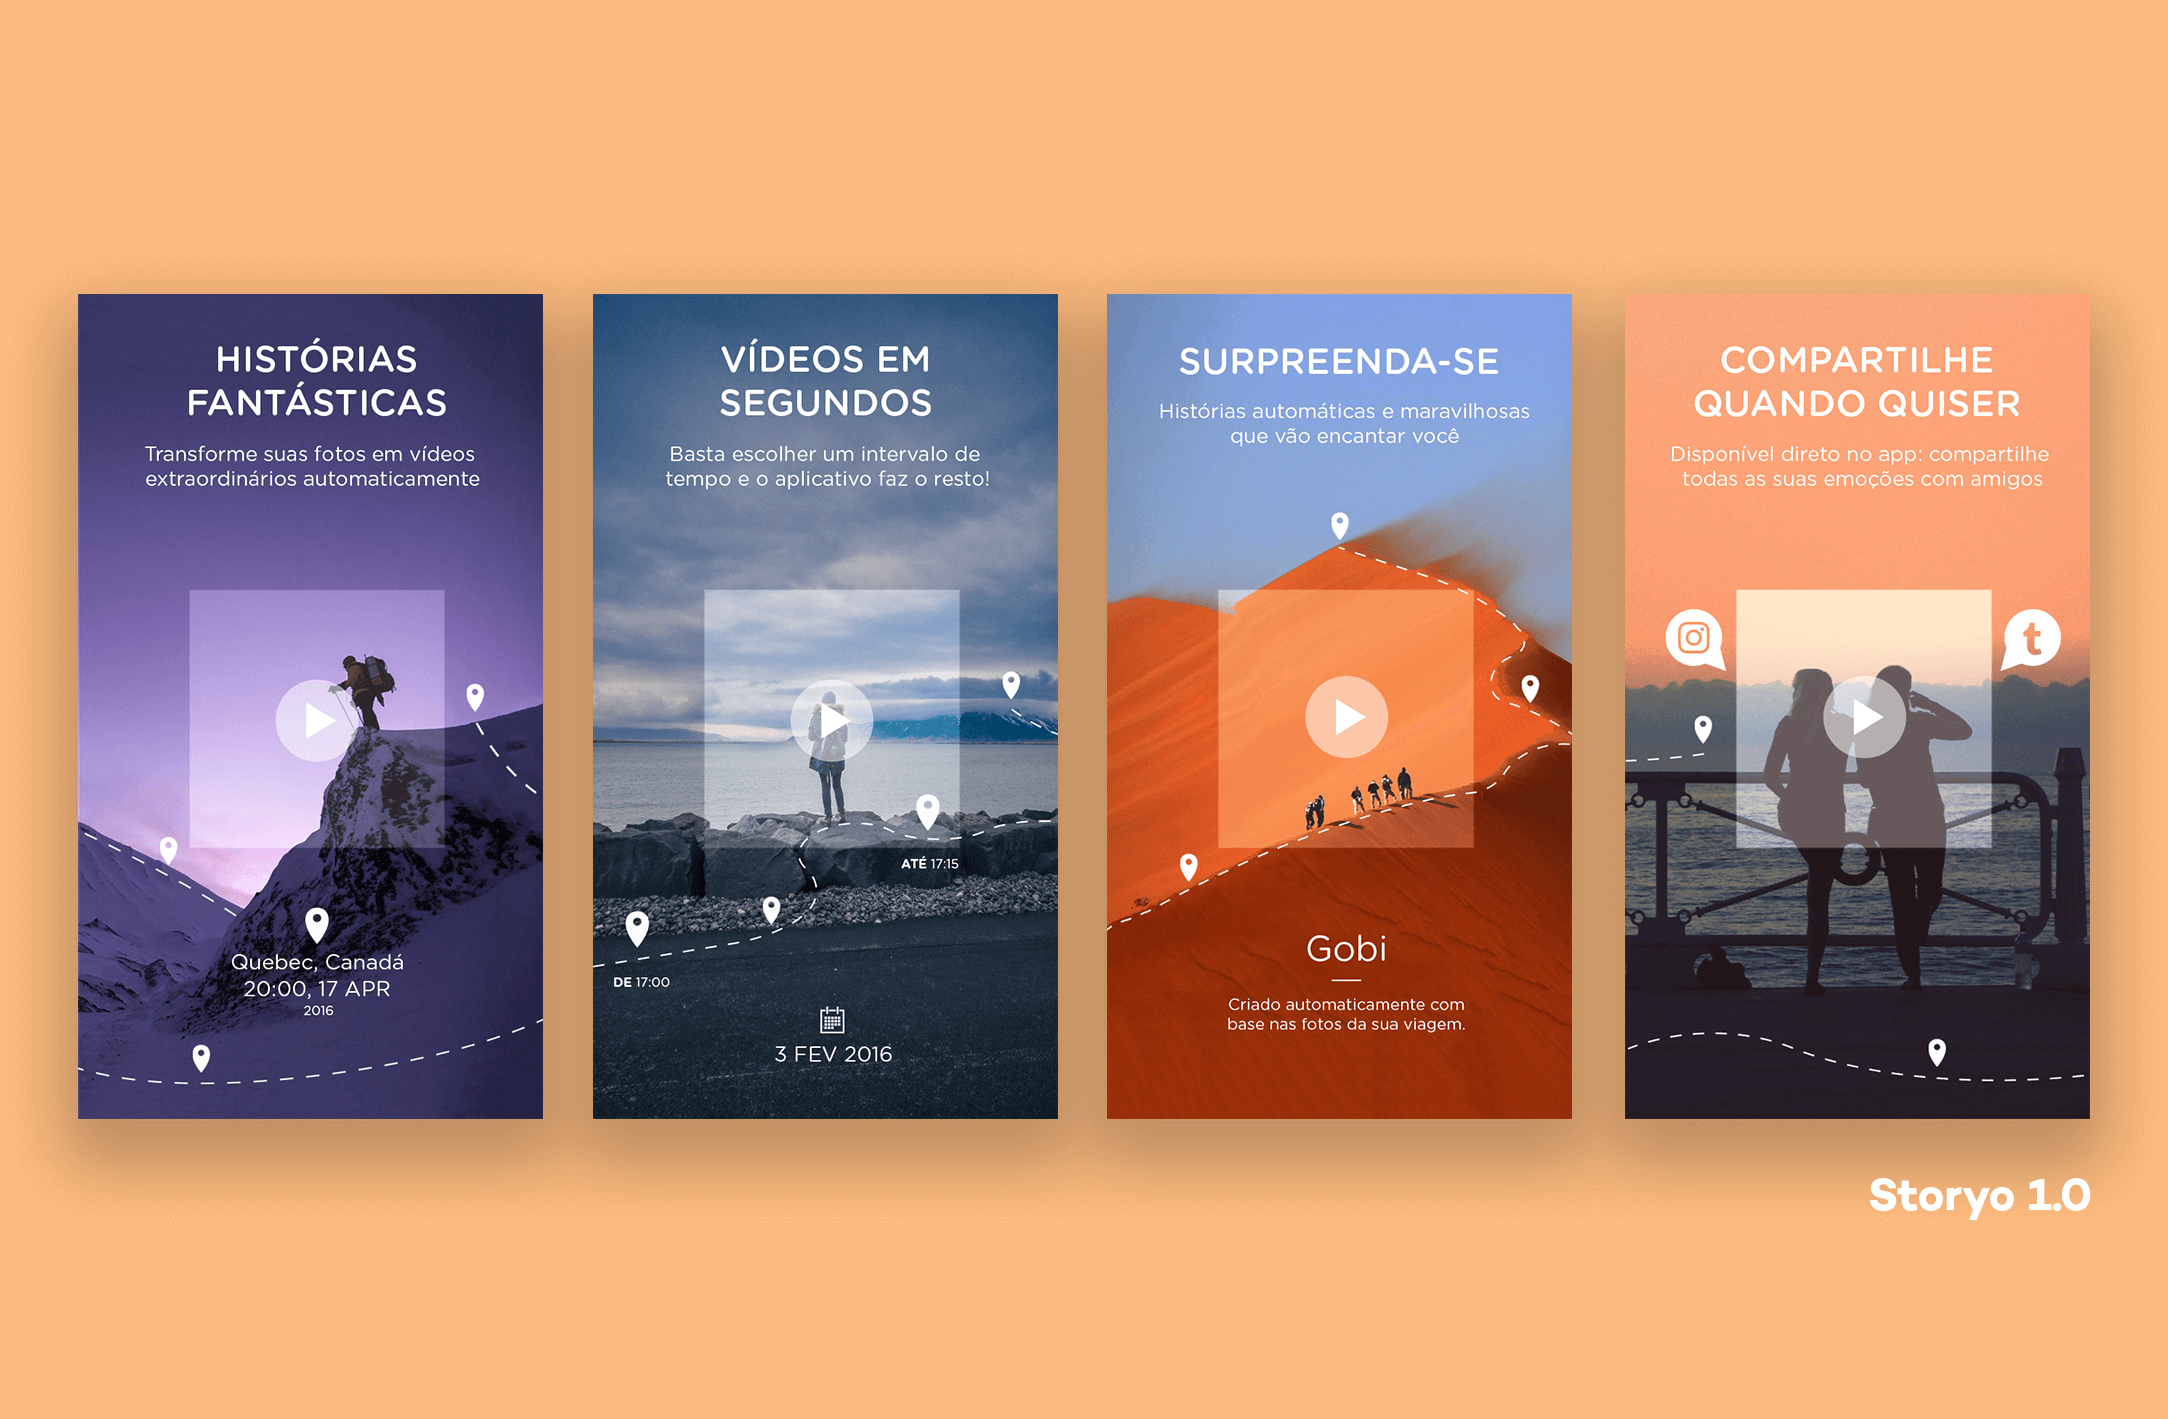 HISTÓRIAS
FANTÁSTICAS
Transforme suas fotos em vídeos
extraordinários automaticamente
Quebec, Canadá
20:00, 17 APR
2016
VÍDEOS EM
SEGUNDOS
Basta escolher um intervalo de
tempo e o aplicativo faz o resto!
ATÉ 17:15
DE 17:00
3 FEV 2016
SURPREENDA-SE
Histórias automáticas e maravilhosas
que vão encantar você
Gobi
Criado automaticamente com
base nas fotos da sua viagem.
COMPARTILHE
QUANDO QUISER
Disponível direto no app: compartilhe
todas as suas emoções com amigos
t
Storyo 1.0